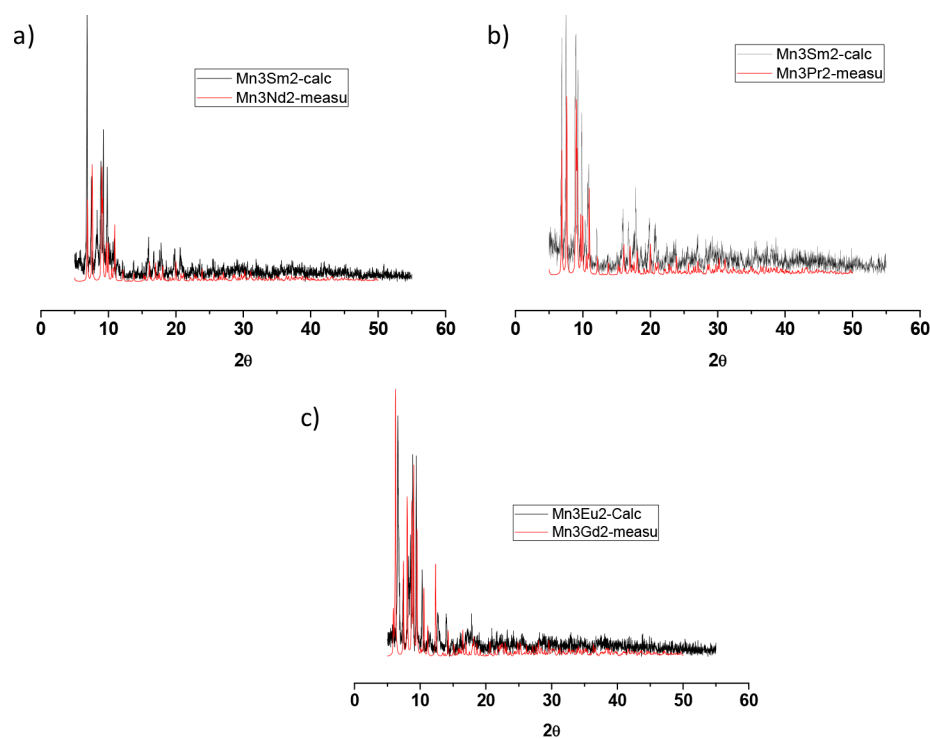 a)
Mn3Sm2-calc
Mn3Nd2-measu
0 10 20 30 40 50 60
2θ
b)
Mn3Sm2-calc
Mn3Pr2-measu
0 10 20 30 40 50 60
2θ
c)
Mn3Eu2-Calc
Mn3Gd2-measu
0 10 20 30 40 50 60
2θ